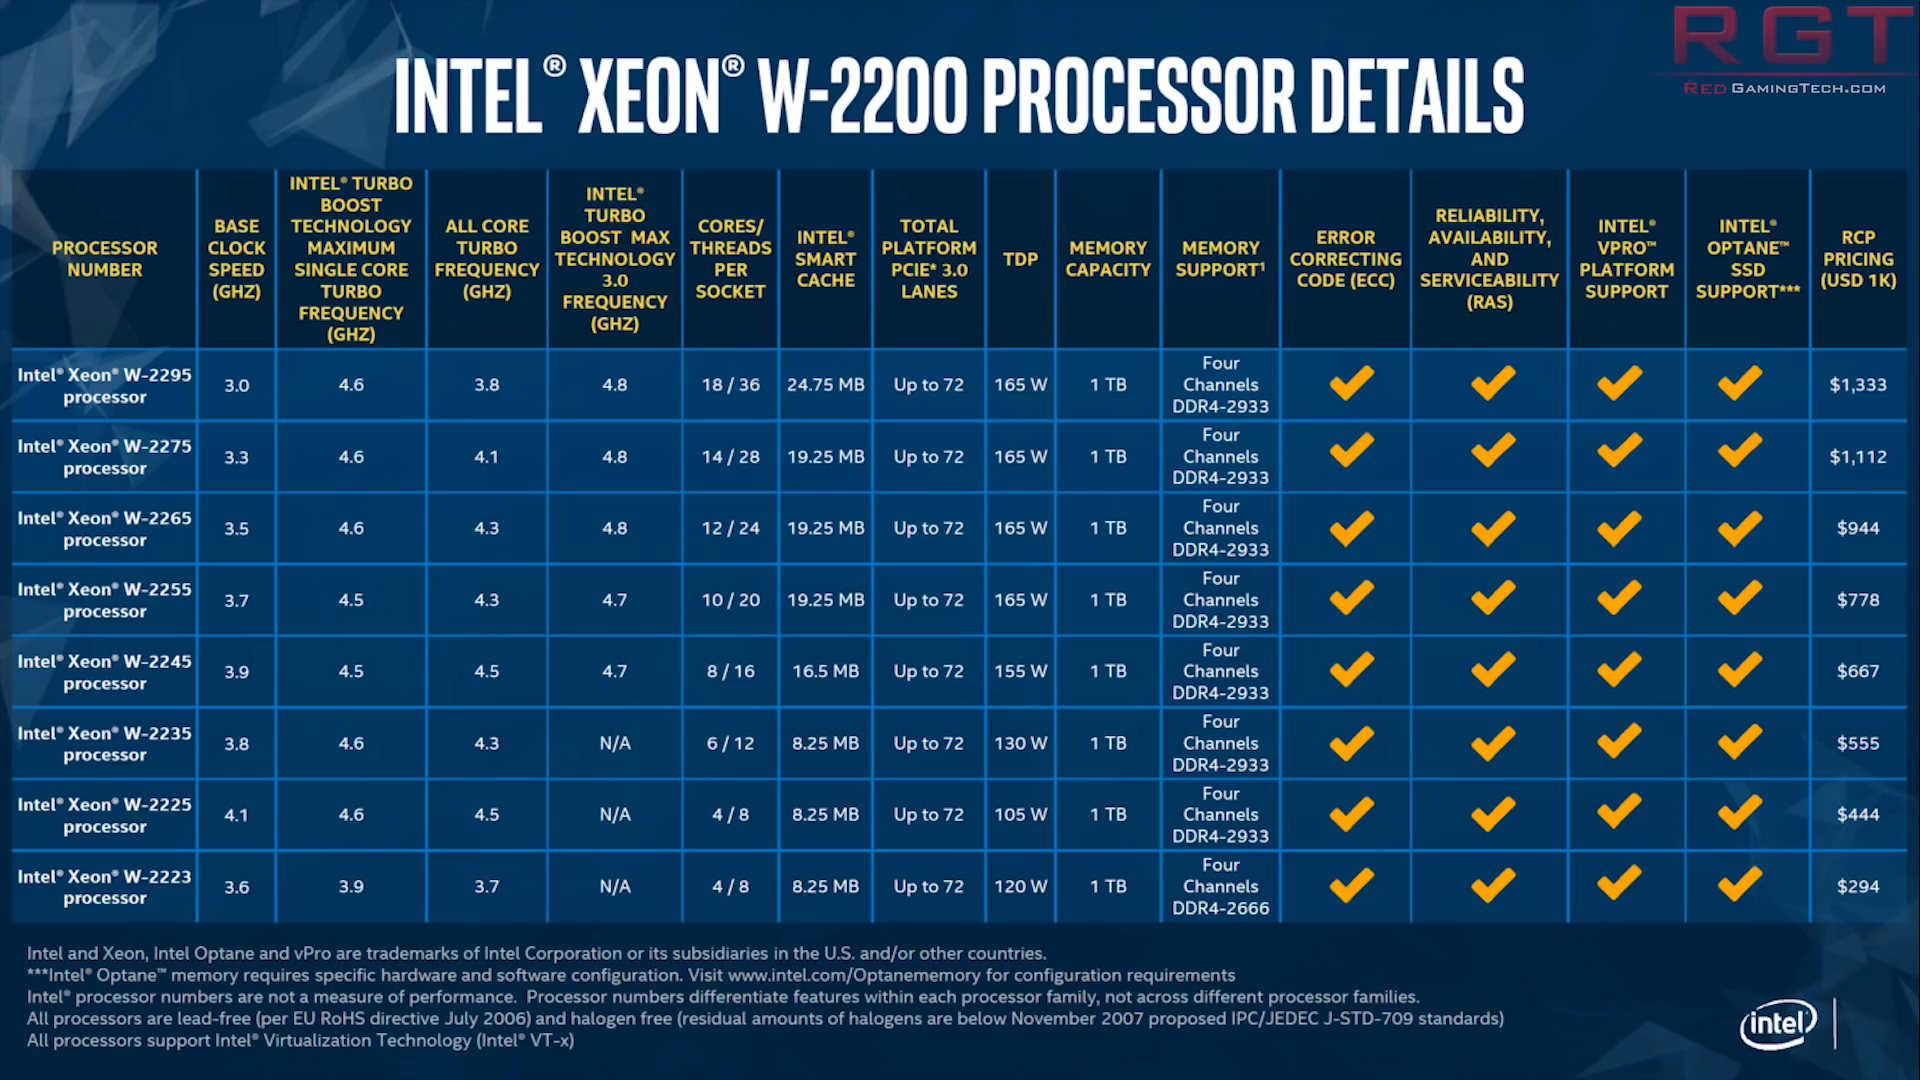 RGT
RED GAMINGTECH.COM
INTEL® XEON® W-2200 PROCESSOR DETAILS
PROCESSOR
NUMBER
BASE
CLOCK
SPEED
(GHZ)
INTEL® TURBO
BOOST
TECHNOLOGY
MAXIMUM
SINGLE CORE
TURBO
FREQUENCY
(GHZ)
ALL CORE
TURBO
FREQUENCY
(GHZ)
INTEL®
TURBO
BOOST MAX
TECHNOLOGY
3.0
FREQUENCY
(GHZ)
CORES/
THREADS
PER
SOCKET
INTEL®
SMART
CACHE
TOTAL
PLATFORM
PCIE* 3.0
LANES
TDP
MEMORY
CAPACITY
MEMORY
SUPPORT¹
ERROR
CORRECTING
CODE (ECC)
RELIABILITY,
AVAILABILITY,
AND
SERVICEABILITY
(RAS)
INTEL®
VPRO™
PLATFORM
SUPPORT
INTEL®
OPTANE™
SSD
SUPPORT***
RCP
PRICING
(USD 1K)
Intel® Xeon® W-2295
processor
3.0
4.6
3.8
4.8
18 / 36
24.75 MB
Up to 72
165 W
1 TB
Four
Channels
DDR4-2933
$1,333
Intel® Xeon® W-2275
processor
3.3
4.6
4.1
4.8
14 / 28
19.25 MB
Up to 72
165 W
1 TB
Four
Channels
DDR4-2933
$1,112
Intel® Xeon® W-2265
processor
3.5
4.6
4.3
4.8
12 / 24
19.25 MB
Up to 72
165 W
1 TB
Four
Channels
DDR4-2933
$944
Intel® Xeon® W-2255
processor
3.7
4.5
4.3
4.7
10 / 20
19.25 MB
Up to 72
165 W
1 TB
Four
Channels
DDR4-2933
$778
Intel® Xeon® W-2245
processor
3.9
4.5
4.5
4.7
8 / 16
16.5 MB
Up to 72
155 W
1 TB
Four
Channels
DDR4-2933
$667
Intel® Xeon® W-2235
processor
3.8
4.6
4.3
N/A
6 / 12
8.25 MB
Up to 72
130 W
1 TB
Four
Channels
DDR4-2933
$555
Intel® Xeon® W-2225
processor
4.1
4.6
4.5
N/A
4 / 8
8.25 MB
Up to 72
105 W
1 TB
Four
Channels
DDR4-2933
$444
Intel® Xeon® W-2223
processor
3.6
3.9
3.7
N/A
4 / 8
8.25 MB
Up to 72
120 W
1 TB
Four
Channels
DDR4-2666
$294
Intel and Xeon, Intel Optane and vPro are trademarks of Intel Corporation or its subsidiaries in the U.S. and/or other countries.
***Intel® Optane™ memory requires specific hardware and software configuration. Visit www.intel.com/Optanememory for configuration requirements
Intel® processor numbers are not a measure of performance. Processor numbers differentiate features within each processor family, not across different processor families.
All processors are lead-free (per EU RoHS directive July 2006) and halogen free (residual amounts of halogens are below November 2007 proposed IPC/JEDEC J-STD-709 standards)
All processors support Intel® Virtualization Technology (Intel® VT-x)
intel